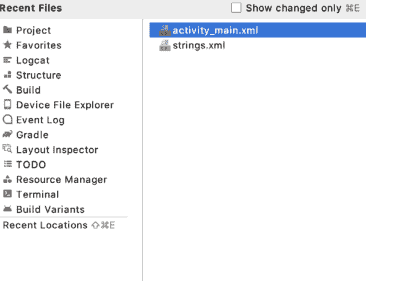 Recent Files
Show changed only ⌘E
Project
Favorites
Logcat
Structure
Build
Device File Explorer
Event Log
Gradle
Layout Inspector
TODO
Resource Manager
Terminal
Build Variants
Recent Locations ⇧⌘E
activity_main.xml
strings.xml